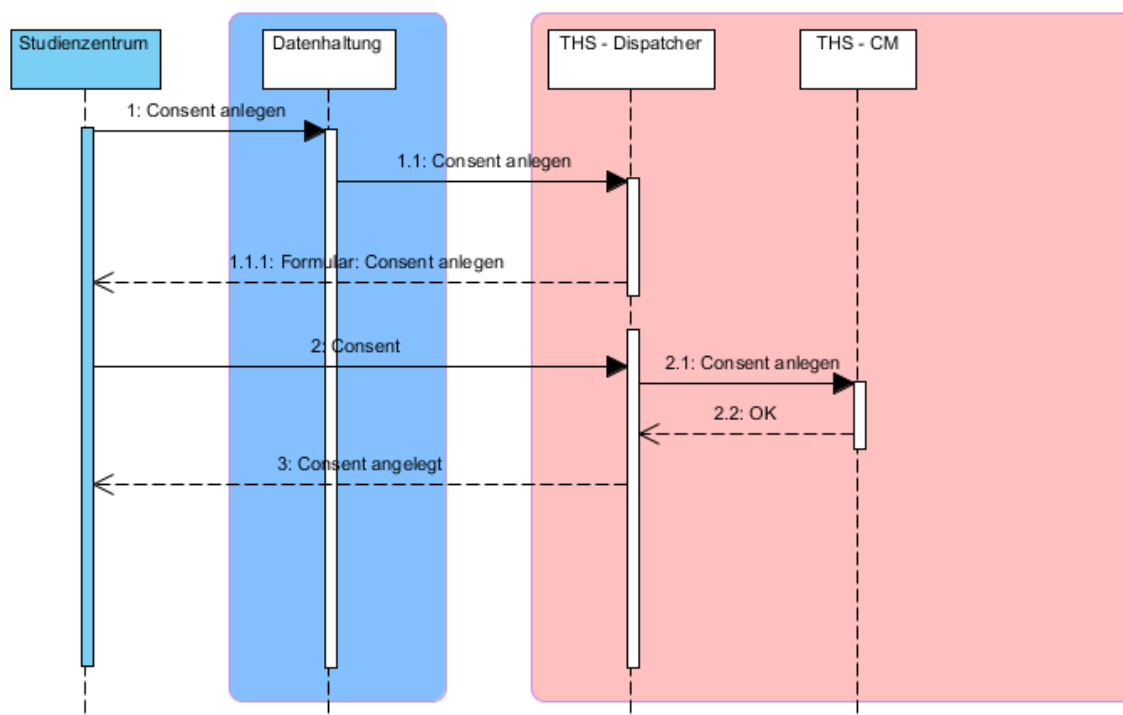 Studienzentrum
Datenhaltung
THS - Dispatcher
THS - CM
1: Consent anlegen
1.1: Consent anlegen
1.1.1: Formular: Consent anlegen
2: Consent
2.1: Consent anlegen
2.2: OK
3: Consent angelegt